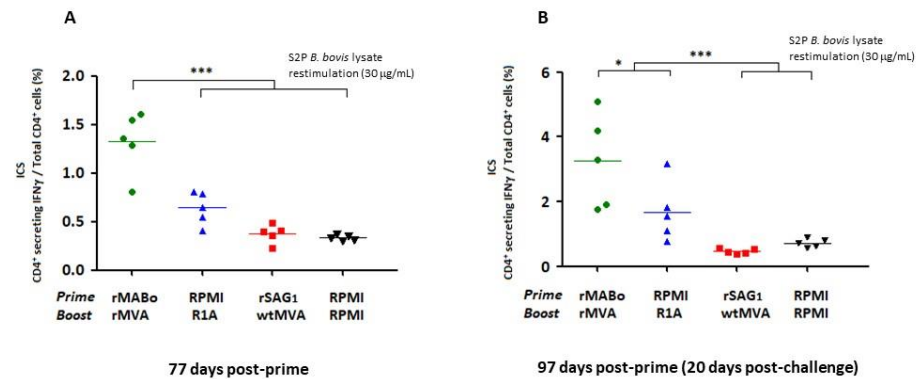 A
S2P B. bovis lysate
restimulation (30 µg/mL)
***
ICS
CD4⁺ secreting IFNγ / Total CD4⁺ cells (%)
2.0
1.5
1.0
0.5
0.0
Prime rMABo RPMI rSAG1 RPMI
Boost rMVA R1A wtMVA RPMI
77 days post-prime
B
S2P B. bovis lysate
restimulation (30 µg/mL)
* ***
ICS
CD4⁺ secreting IFNγ / Total CD4⁺ cells (%)
6
4
2
0
rMABo RPMI rSAG1 RPMI
rMVA R1A wtMVA RPMI
97 days post-prime (20 days post-challenge)